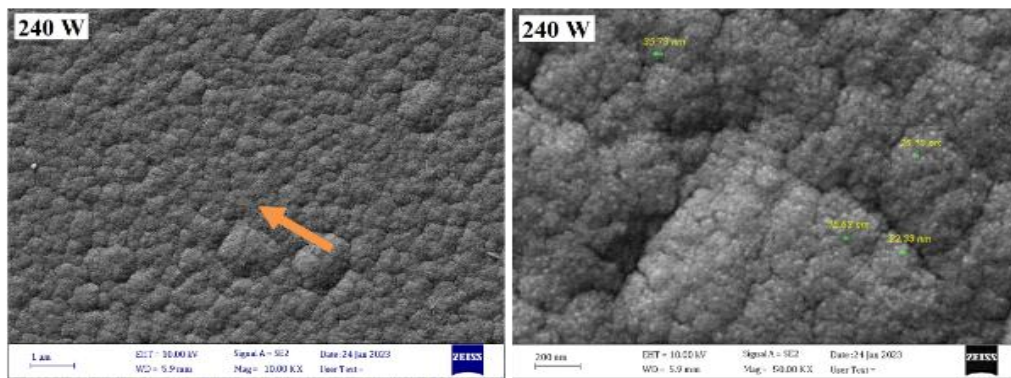 240 W
1 µm
EHT = 10.00 kV
WD = 5.9 mm
Signal A = SE2
Mag = 10.00 KX
Date: 24 Jan 2023
User Text =
ZEISS
240 W
22.33 nm
200 nm
EHT = 10.00 kV
WD = 5.9 mm
Signal A = SE2
Mag = 50.00 KX
Date: 24 Jan 2023
User Text =
ZEISS